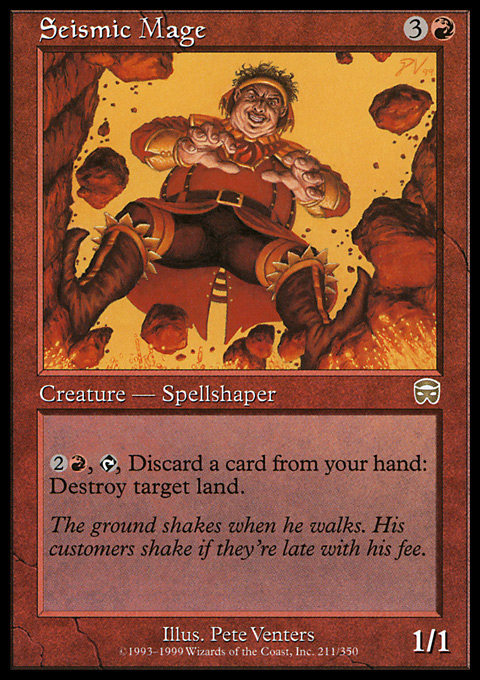 Seismic Mage
3
PV99
Creature — Spellshaper
2, , Discard a card from your hand:
Destroy target land.
The ground shakes when he walks. His
customers shake if they're late with his fee.
Illus. Pete Venters
©1993–1999 Wizards of the Coast, Inc. 211/350
1/1